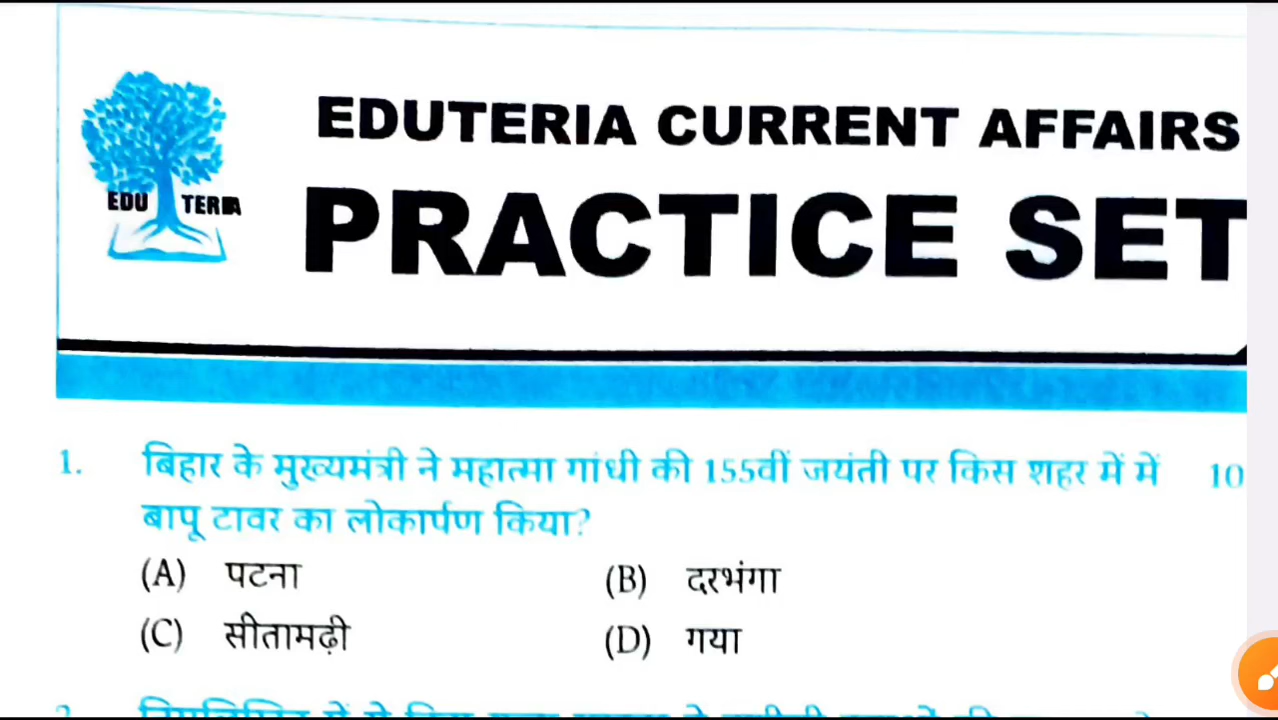 EDUTERIA CURRENT AFFAIRS
PRACTICE SET
EDU TERIA
1. बिहार के मुख्यमंत्री ने महात्मा गांधी की 155वीं जयंती पर किस शहर में में 10
बापू टावर का लोकार्पण किया?
(A) पटना (B) दरभंगा
(C) सीतामढ़ी (D) गया